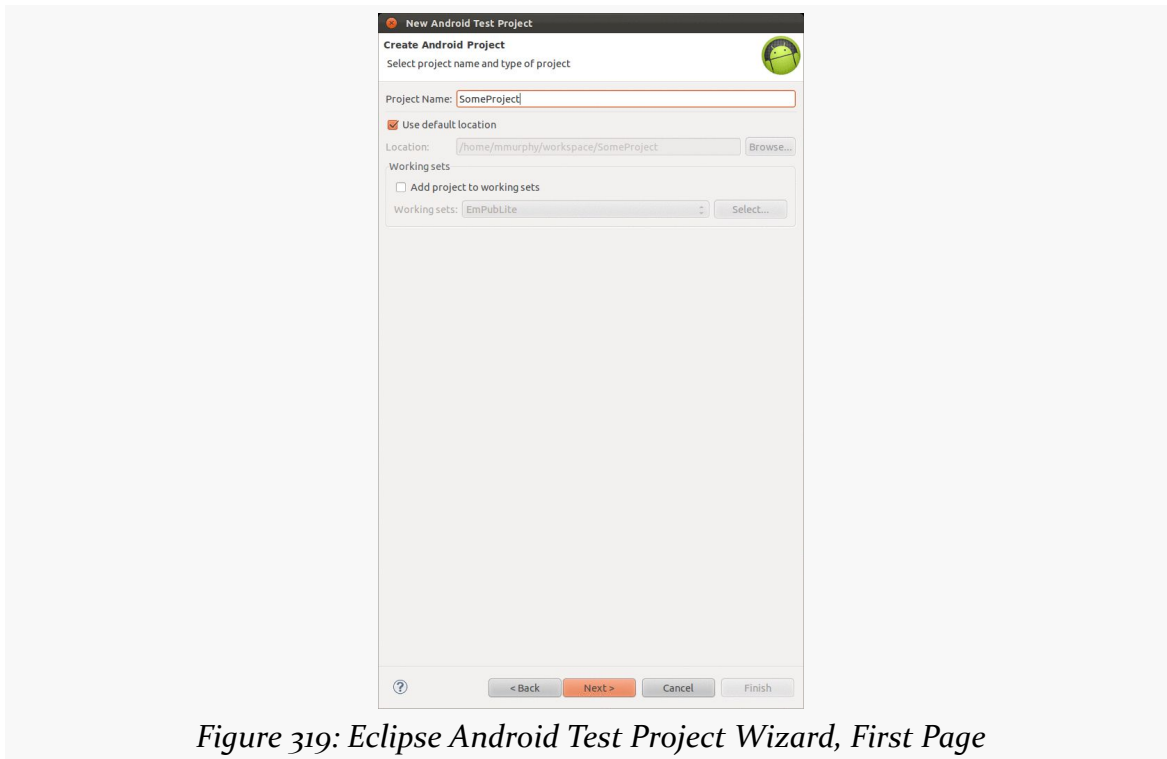 New Android Test Project
Create Android Project
Select project name and type of project
Project Name: SomeProject
Use default location
Location: /home/mmurphy/workspace/SomeProject Browse...
Working sets
Add project to working sets
Working sets: EmPubLite Select...
? < Back Next > Cancel Finish
Figure 319: Eclipse Android Test Project Wizard, First Page